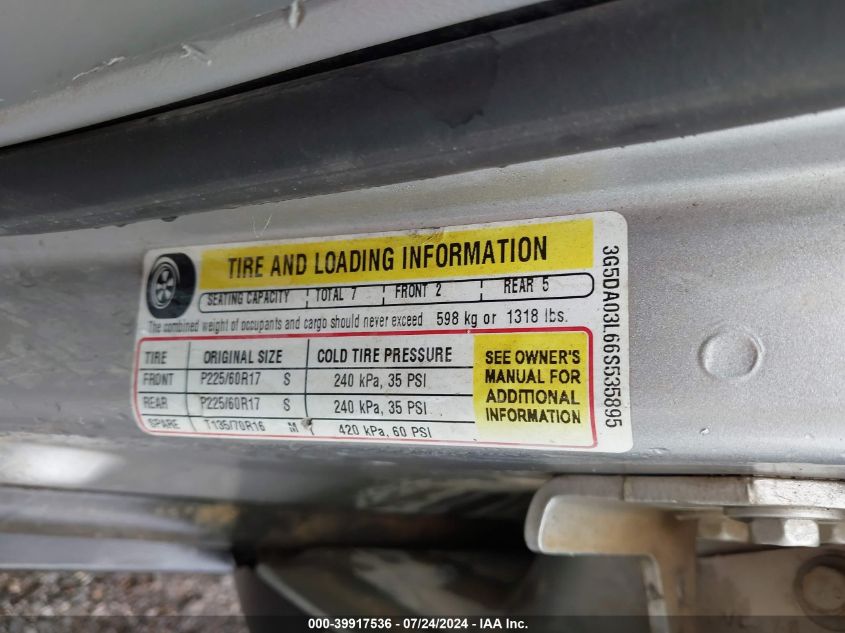 TIRE AND LOADING INFORMATION
SEATING CAPACITY TOTAL 7 FRONT 2 REAR 5
The combined weight of occupants and cargo should never exceed 598 kg or 1318 lbs.
TIRE ORIGINAL SIZE COLD TIRE PRESSURE
FRONT P225/60R17 S 240 kPa, 35 PSI
REAR P225/60R17 S 240 kPa, 35 PSI
SPARE T135/70R16 M 420 kPa, 60 PSI
SEE OWNER'S
MANUAL FOR
ADDITIONAL
INFORMATION
3G5DA03L66S535895
000-39917536 - 07/24/2024 - IAA Inc.